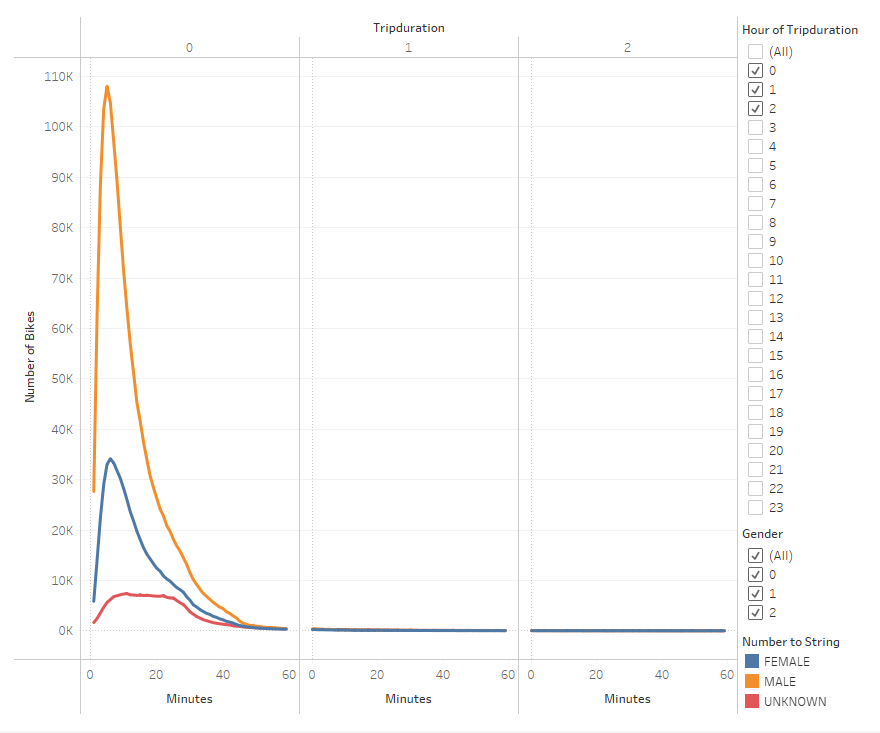 Tripduration
0 1 2
110K
100K
90K
80K
70K
60K
50K
40K
30K
20K
10K
0K
Number of Bikes
0 20 40 60 0 20 40 60 0 20 40 60
Minutes Minutes Minutes
Hour of Tripduration
(All)
0
1
2
3
4
5
6
7
8
9
10
11
12
13
14
15
16
17
18
19
20
21
22
23
Gender
(All)
0
1
2
Number to String
FEMALE
MALE
UNKNOWN